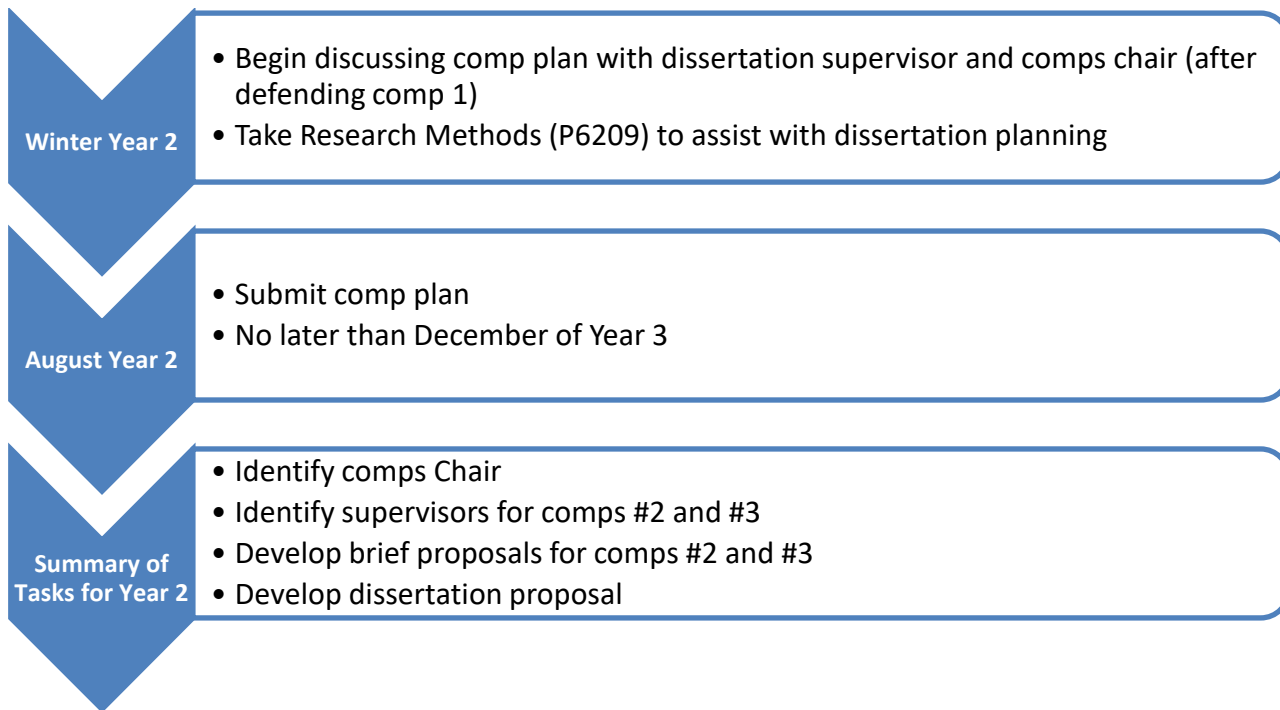 Winter Year 2
• Begin discussing comp plan with dissertation supervisor and comps chair (after
defending comp 1)
• Take Research Methods (P6209) to assist with dissertation planning
August Year 2
• Submit comp plan
• No later than December of Year 3
Summary of
Tasks for Year 2
• Identify comps Chair
• Identify supervisors for comps #2 and #3
• Develop brief proposals for comps #2 and #3
• Develop dissertation proposal